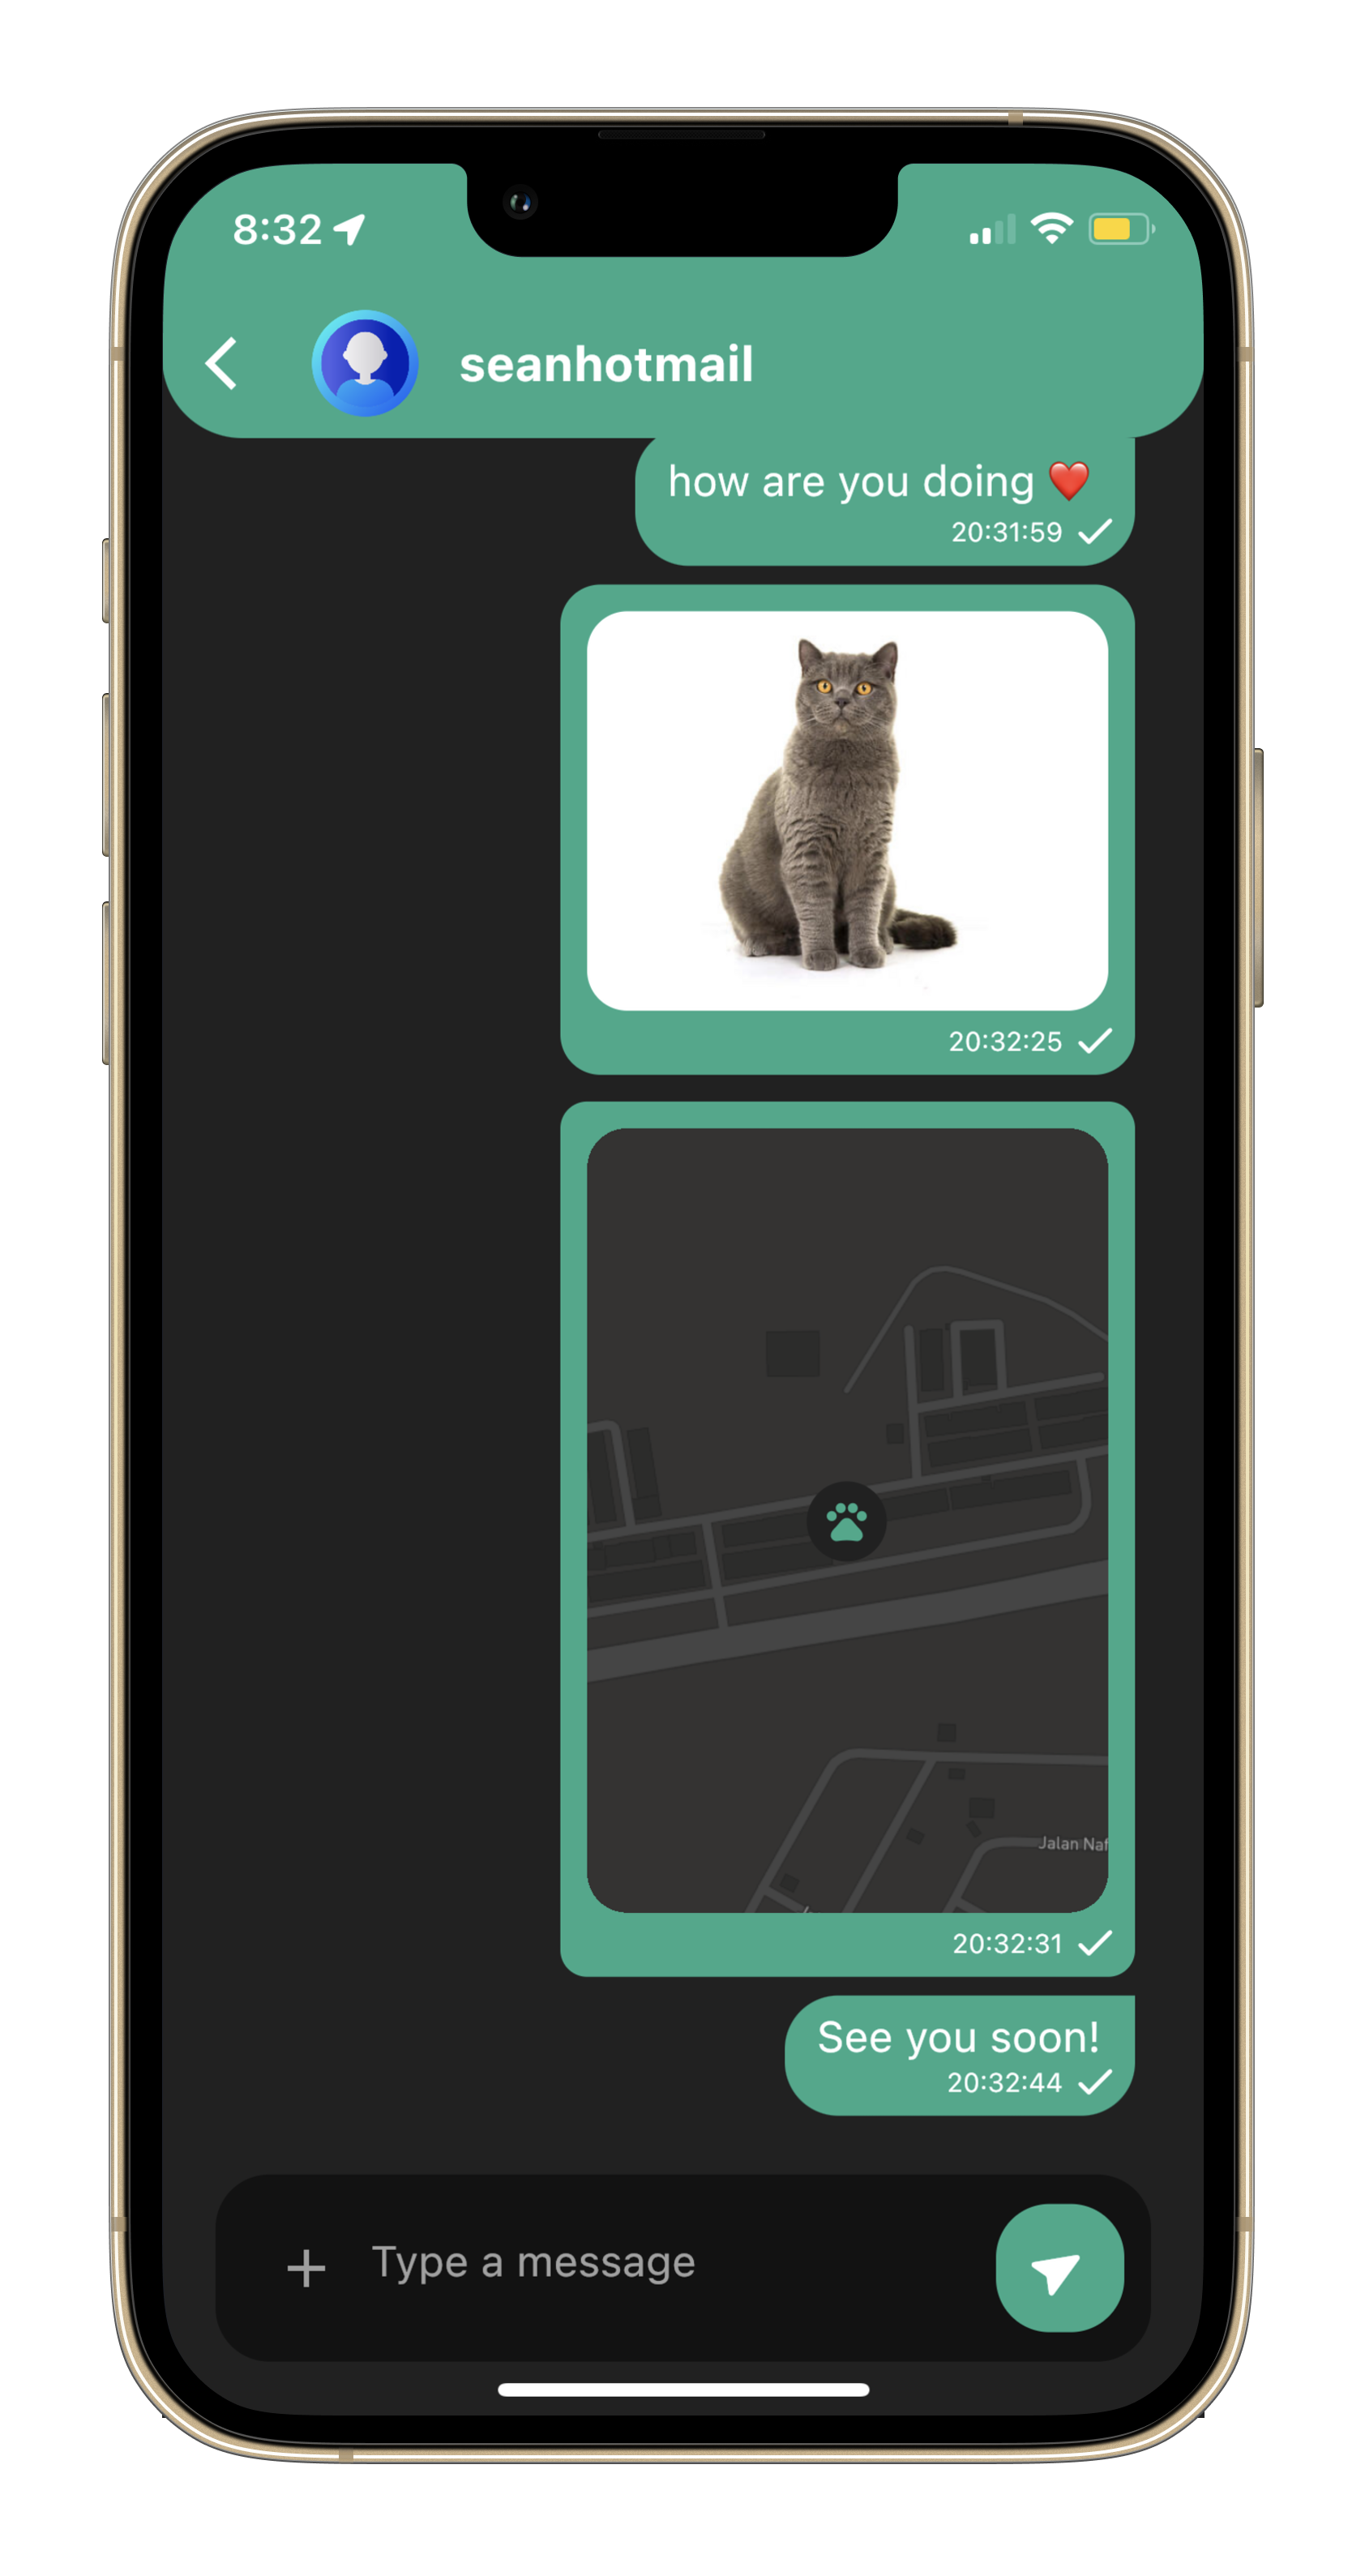 8:32
seanhotmail
how are you doing ❤️
20:31:59
20:32:25
Jalan Naf
20:32:31
See you soon!
20:32:44
Type a message